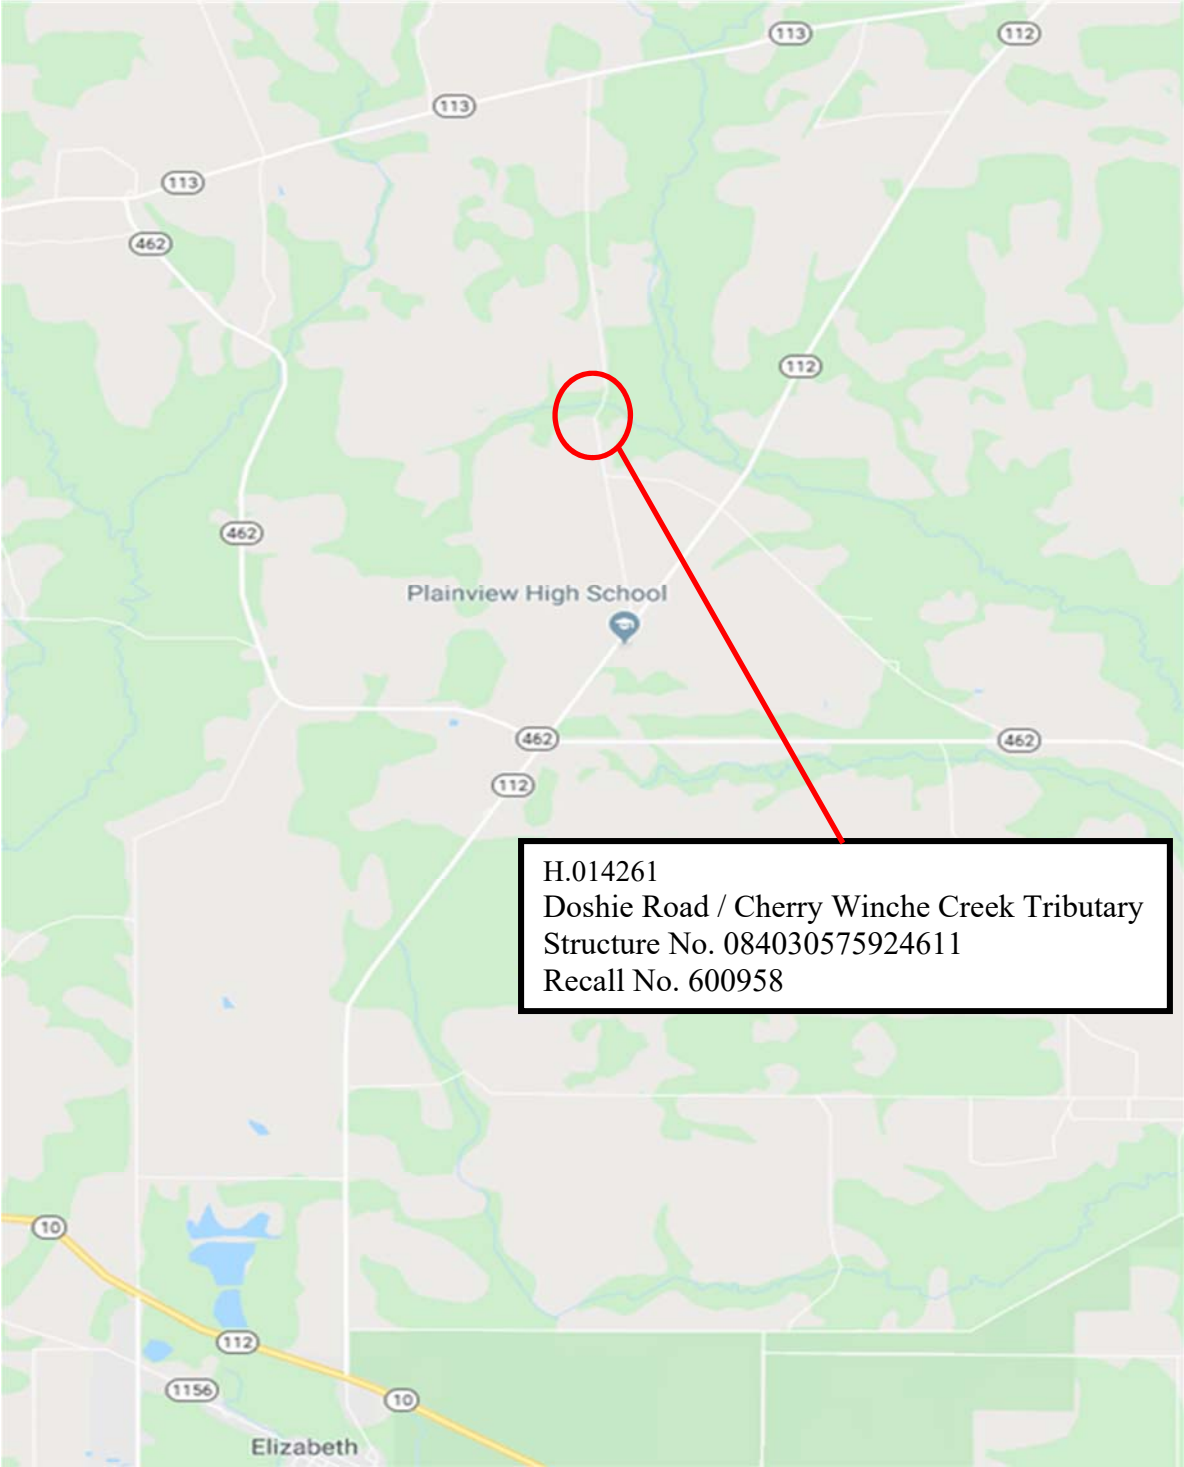 113
112
113
113
462
112
462
Plainview High School
462
462
112
H.014261
Doshie Road / Cherry Winche Creek Tributary
Structure No. 084030575924611
Recall No. 600958
10
112
1156
10
Elizabeth